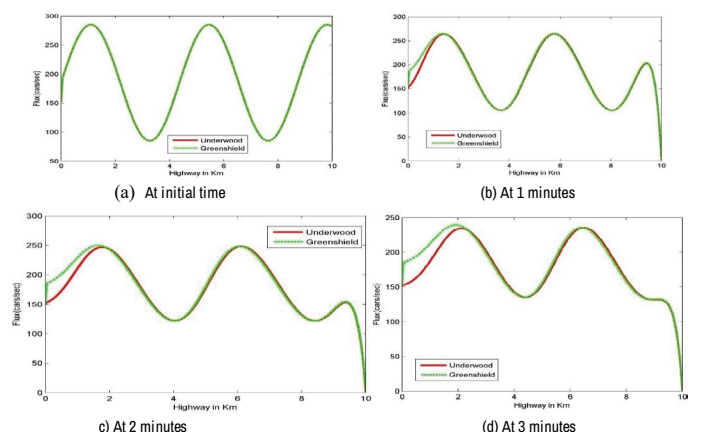 300
250
200
150
100
50
Flux(cars/sec)
Underwood
Greenshield
0 2 4 6 8 10
Highway in Km
(a) At initial time
300
250
200
150
100
50
0
Flux(cars/sec)
Underwood
Greenshield
0 2 4 6 8 10
Highway in Km
(b) At 1 minutes
300
250
200
150
100
50
0
Flux(cars/sec)
Underwood
Greenshield
0 2 4 6 8 10
Highway in Km
c) At 2 minutes
250
200
150
100
50
0
Flux(cars/sec)
Underwood
Greenshield
0 2 4 6 8 10
Highway in Km
(d) At 3 minutes